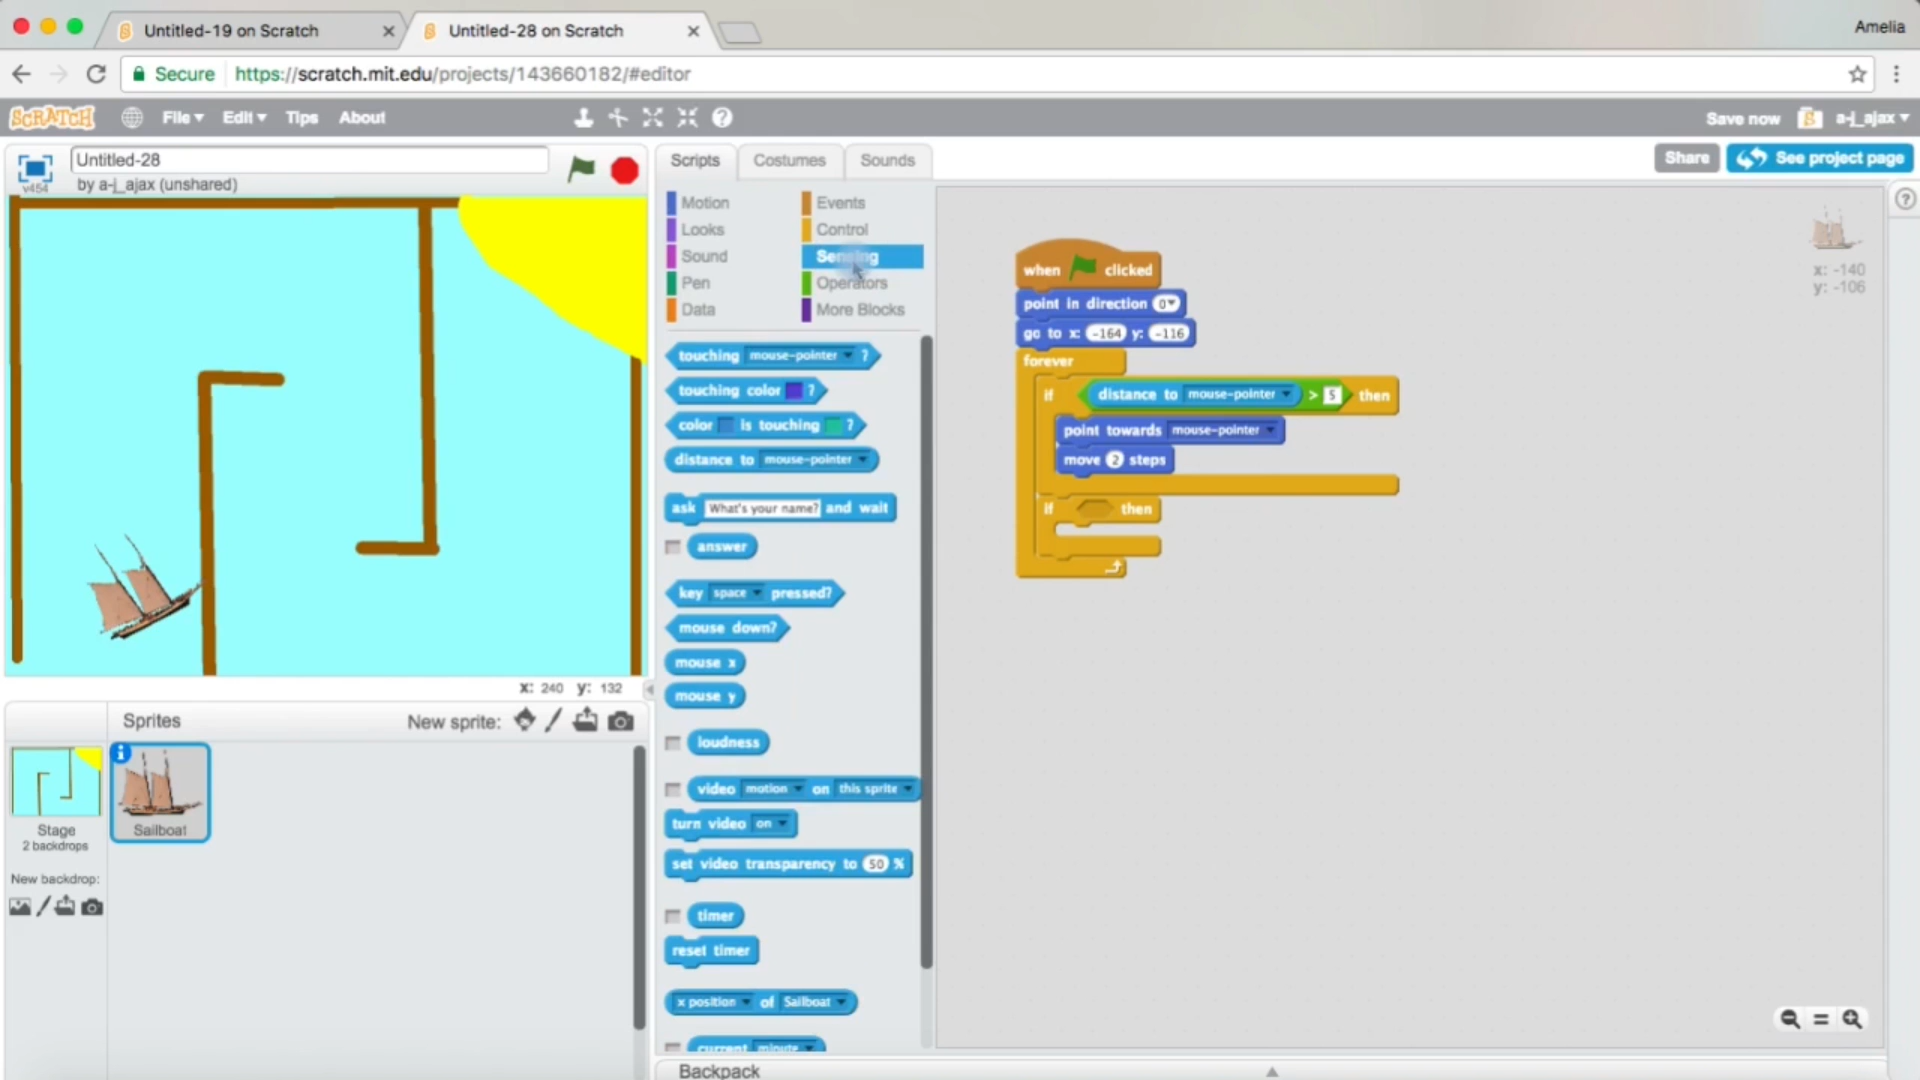 Untitled-19 on Scratch
Untitled-28 on Scratch
Amelia
Secure https://scratch.mit.edu/projects/143660182/#editor
SCRATCH File Edit Tips About
Save now a-j_ajax
Untitled-28
by a-j_ajax (unshared)
v454
Scripts Costumes Sounds
Share See project page
Motion Events
Looks Control
Sound Sensing
Pen Operators
Data More Blocks
touching mouse-pointer ?
touching color ?
color is touching ?
distance to mouse-pointer
ask What's your name? and wait
answer
key space pressed?
mouse down?
mouse x
mouse y
loudness
video motion on this sprite
turn video on
set video transparency to 50 %
timer
reset timer
x position of Sailboat
current minute
when clicked
point in direction 0
go to x: -164 y: -116
forever
if distance to mouse-pointer > 5 then
point towards mouse-pointer
move 2 steps
if then
x: -140
y: -106
?
x: 240 y: 132
Sprites New sprite:
Stage
2 backdrops
New backdrop:
Sailboat
Backpack